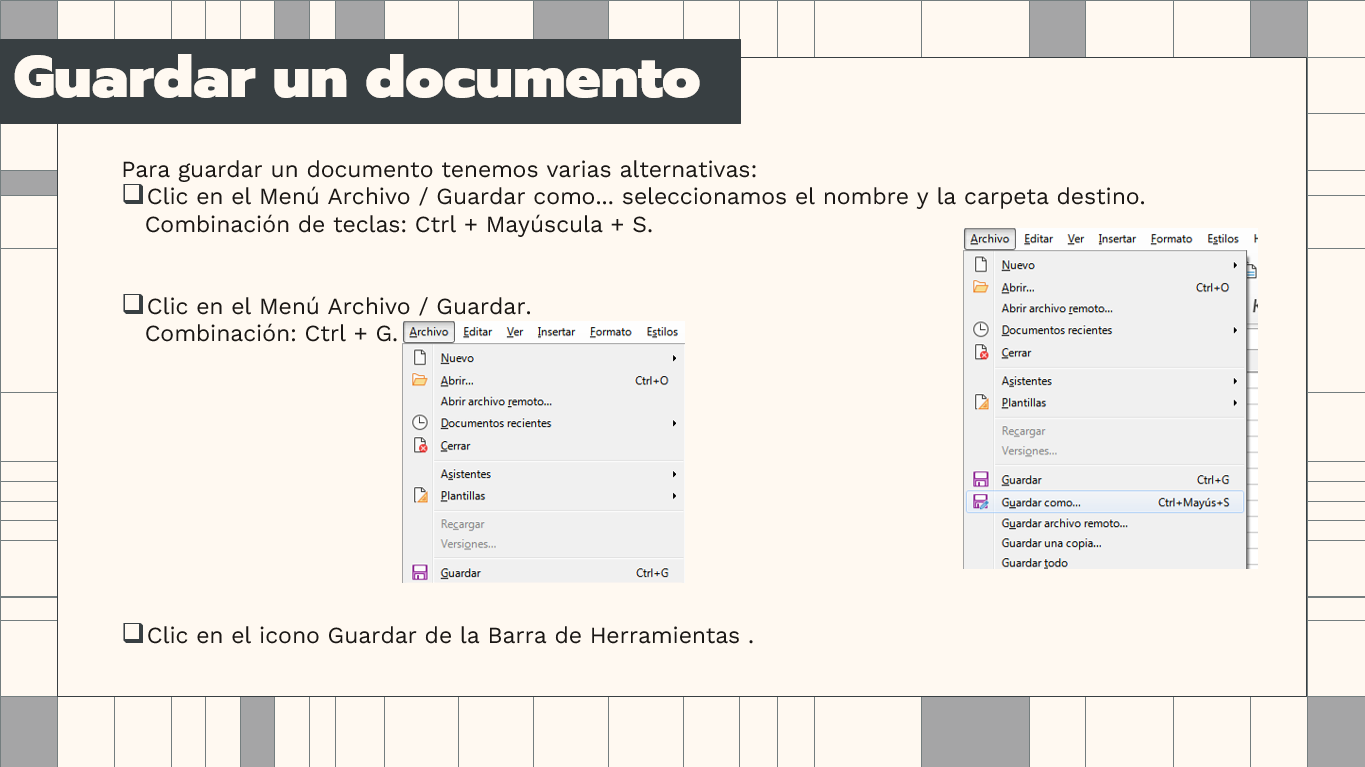 Guardar un documento
Para guardar un documento tenemos varias alternativas:
❑Clic en el Menú Archivo / Guardar como... seleccionamos el nombre y la carpeta destino.
Combinación de teclas: Ctrl + Mayúscula + S.
❑Clic en el Menú Archivo / Guardar.
Combinación: Ctrl + G.
Archivo Editar Ver Insertar Formato Estilos
Nuevo
Abrir... Ctrl+O
Abrir archivo remoto...
Documentos recientes
Cerrar
Asistentes
Plantillas
Recargar
Versiones...
Guardar Ctrl+G
Archivo Editar Ver Insertar Formato Estilos
Nuevo
Abrir... Ctrl+O
Abrir archivo remoto...
Documentos recientes
Cerrar
Asistentes
Plantillas
Recargar
Versiones...
Guardar Ctrl+G
Guardar como... Ctrl+Mayús+S
Guardar archivo remoto...
Guardar una copia...
Guardar todo
❑Clic en el icono Guardar de la Barra de Herramientas .